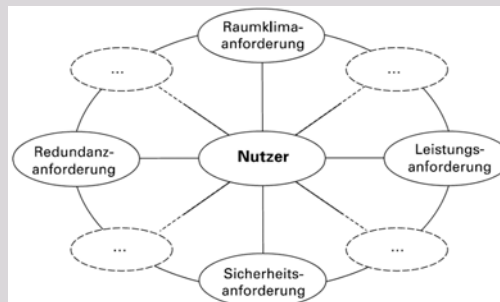 Raumklima-
anforderung
...
...
Redundanz-
anforderung
Nutzer
Leistungs-
anforderung
...
...
Sicherheits-
anforderung